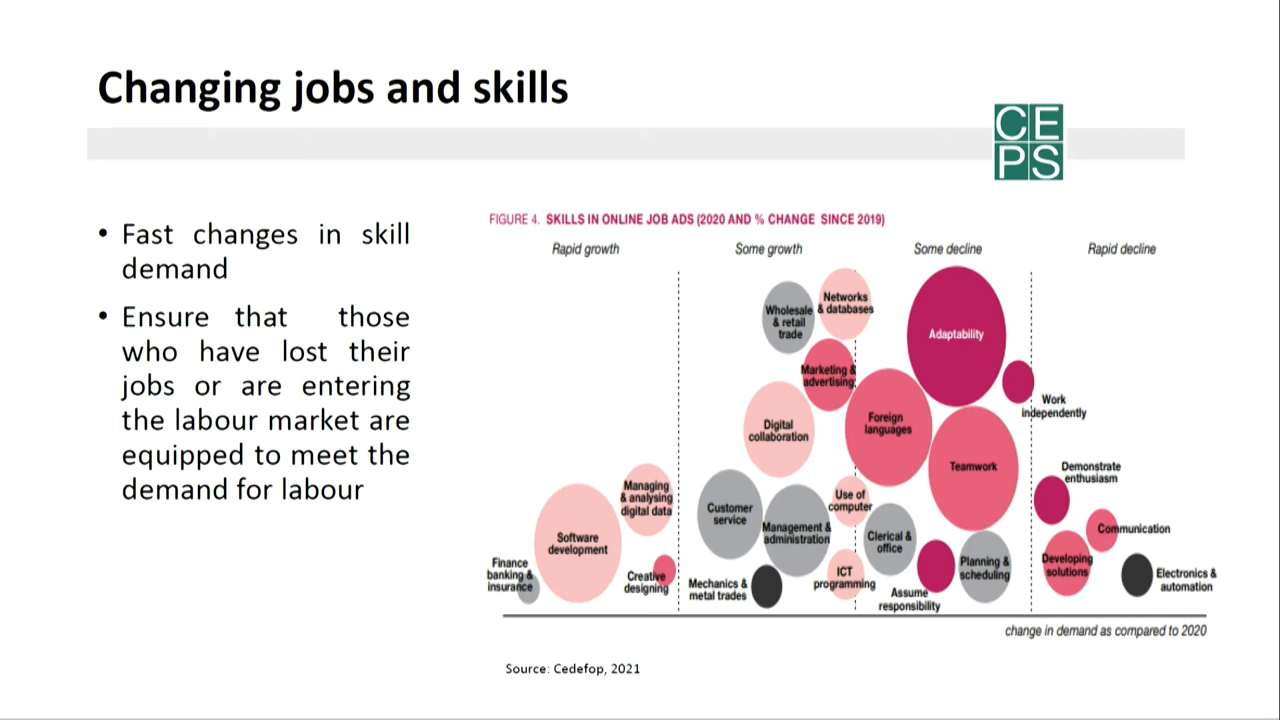 Changing jobs and skills
CE
PS
• Fast changes in skill
demand
• Ensure that those
who have lost their
jobs or are entering
the labour market are
equipped to meet the
demand for labour
FIGURE 4. SKILLS IN ONLINE JOB ADS (2020 AND % CHANGE SINCE 2019)
Rapid growth
Some growth
Some decline
Rapid decline
Finance
banking &
insurance
Software
development
Managing
& analysing
digital data
Creative
designing
Wholesale
& retail
trade
Networks
& databases
Marketing &
advertising
Digital
collaboration
Customer
service
Management &
administration
Use of
computer
Mechanics &
metal trades
ICT
programming
Adaptability
Foreign
languages
Teamwork
Work
independently
Clerical &
office
Assume
responsibility
Planning &
scheduling
Demonstrate
enthusiasm
Communication
Developing
solutions
Electronics &
automation
change in demand as compared to 2020
Source: Cedefop, 2021